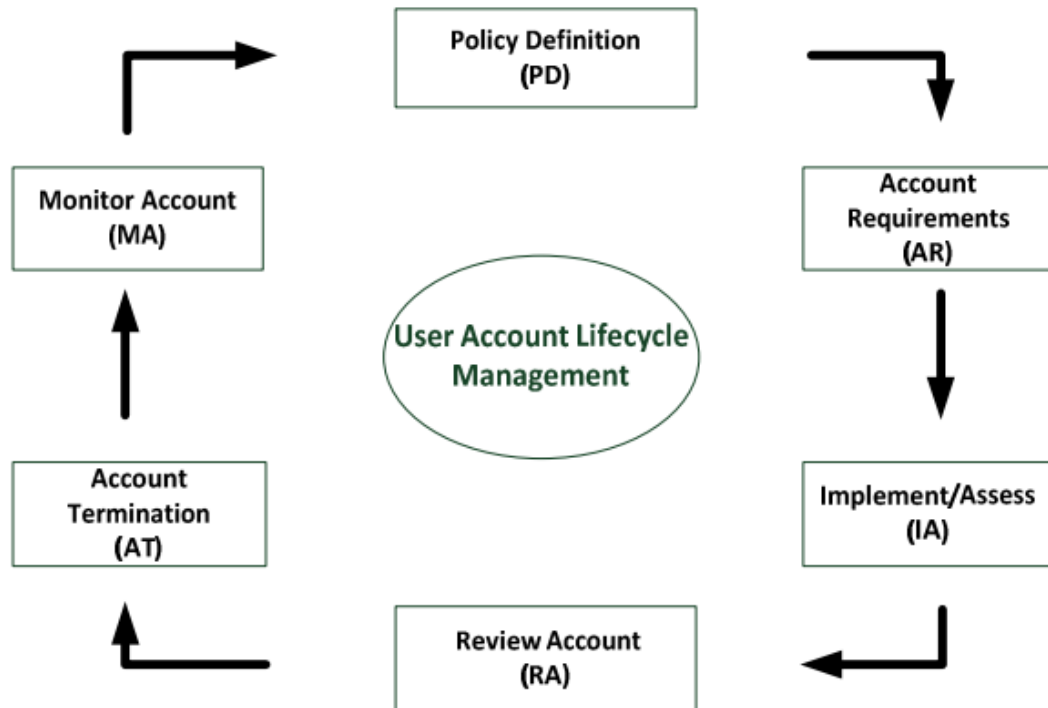 Policy Definition
(PD)
Account
Requirements
(AR)
Implement/Assess
(IA)
Review Account
(RA)
Account
Termination
(AT)
Monitor Account
(MA)
User Account Lifecycle
Management